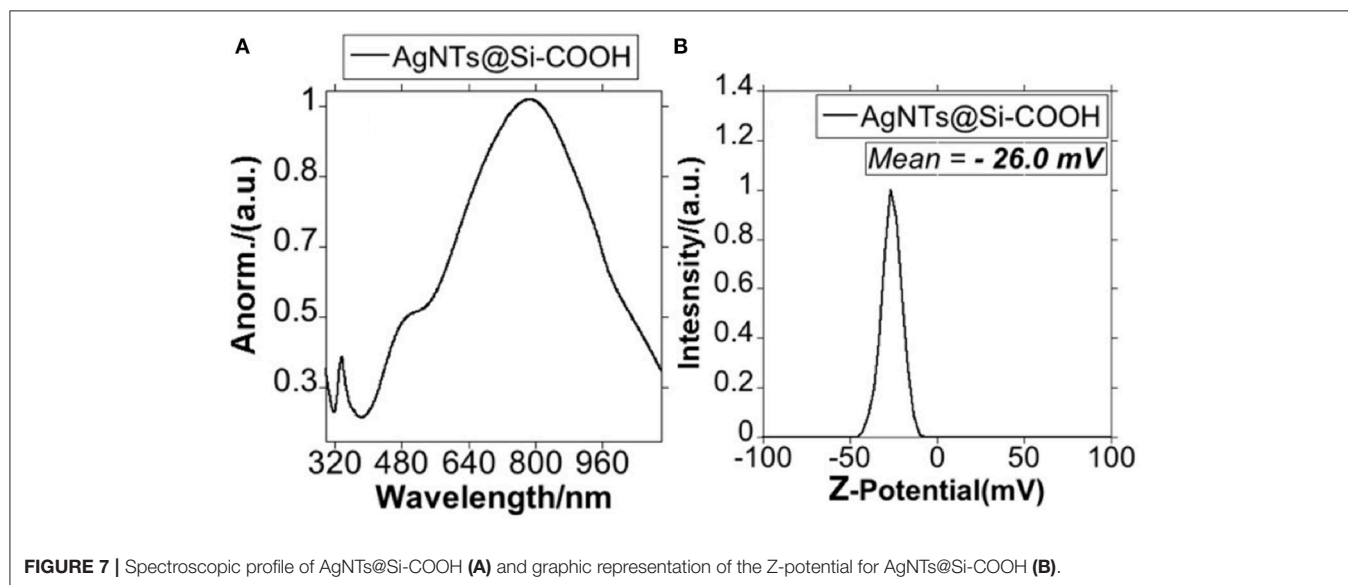 A
AgNTs@Si-COOH
Anorm./(a.u.)
1
0.8
0.7
0.5
0.3
320 480 640 800 960
Wavelength/nm
B
AgNTs@Si-COOH
Mean = - 26.0 mV
Intesnsity/(a.u.)
1.4
1.2
1
0.8
0.6
0.4
0.2
0
-100 -50 0 50 100
Z-Potential(mV)
FIGURE 7 | Spectroscopic profile of AgNTs@Si-COOH (A) and graphic representation of the Z-potential for AgNTs@Si-COOH (B).